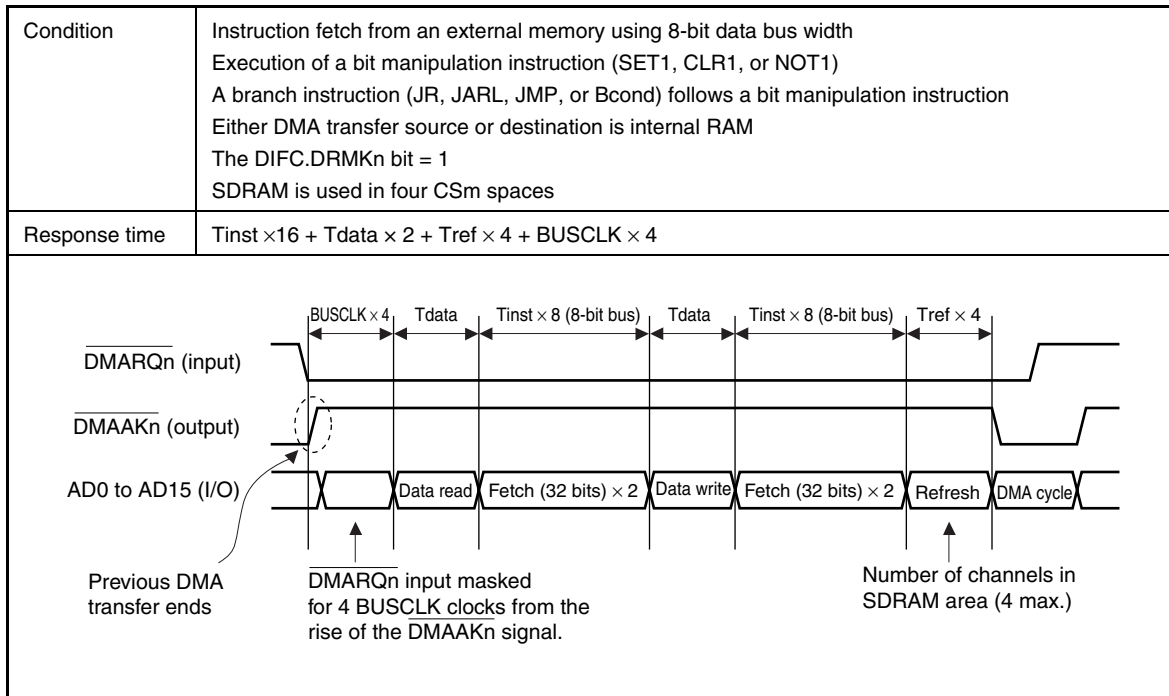 Condition
Instruction fetch from an external memory using 8-bit data bus width
Execution of a bit manipulation instruction (SET1, CLR1, or NOT1)
A branch instruction (JR, JARL, JMP, or Bcond) follows a bit manipulation instruction
Either DMA transfer source or destination is internal RAM
The DIFC.DRMKn bit = 1
SDRAM is used in four CSm spaces
Response time
Tinst ×16 + Tdata × 2 + Tref × 4 + BUSCLK × 4
BUSCLK × 4 Tdata Tinst × 8 (8-bit bus) Tdata Tinst × 8 (8-bit bus) Tref × 4
DMARQn (input)
DMAAKn (output)
AD0 to AD15 (I/O) Data read Fetch (32 bits) × 2 Data write Fetch (32 bits) × 2 Refresh DMA cycle
Previous DMA
transfer ends
DMARQn input masked
for 4 BUSCLK clocks from the
rise of the DMAAKn signal.
Number of channels in
SDRAM area (4 max.)